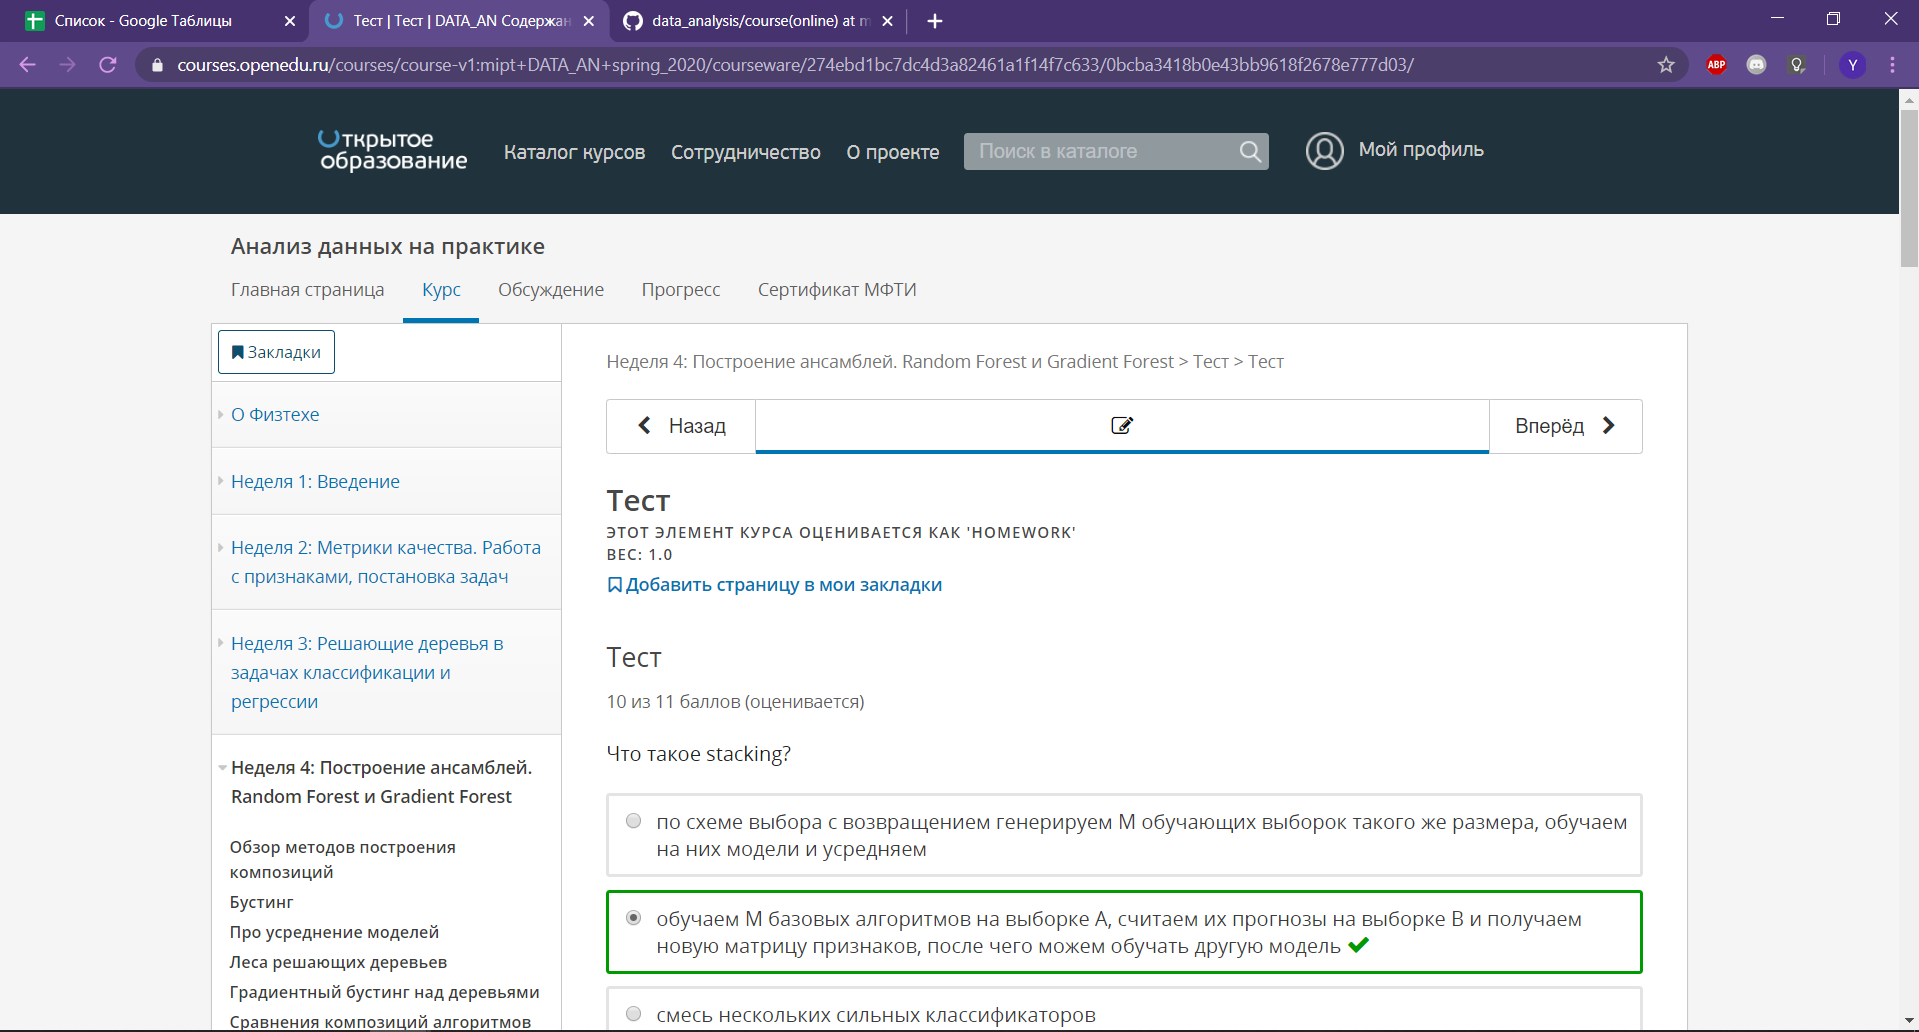 Список - Google Таблицы
Тест | Тест | DATA_AN Содержан
data_analysis/course(online) at m
courses.openedu.ru/courses/course-v1:mipt+DATA_AN+spring_2020/courseware/274ebd1bc7dc4d3a82461a1f14f7c633/0bcba3418b0e43bb9618f2678e777d03/
ABP
Y
Открытое
образование
Каталог курсов
Сотрудничество
О проекте
Поиск в каталоге
Мой профиль
Анализ данных на практике
Главная страница
Курс
Обсуждение
Прогресс
Сертификат МФТИ
Закладки
О Физтехе
Неделя 1: Введение
Неделя 2: Метрики качества. Работа
с признаками, постановка задач
Неделя 3: Решающие деревья в
задачах классификации и
регрессии
Неделя 4: Построение ансамблей.
Random Forest и Gradient Forest
Обзор методов построения
композиций
Бустинг
Про усреднение моделей
Леса решающих деревьев
Градиентный бустинг над деревьями
Сравнения композиций алгоритмов
Неделя 4: Построение ансамблей. Random Forest и Gradient Forest > Тест > Тест
Назад
Вперёд
Тест
ЭТОТ ЭЛЕМЕНТ КУРСА ОЦЕНИВАЕТСЯ КАК 'HOMEWORK'
ВЕС: 1.0
Добавить страницу в мои закладки
Тест
10 из 11 баллов (оценивается)
Что такое stacking?
по схеме выбора с возвращением генерируем М обучающих выборок такого же размера, обучаем
на них модели и усредняем
обучаем М базовых алгоритмов на выборке А, считаем их прогнозы на выборке В и получаем
новую матрицу признаков, после чего можем обучать другую модель
смесь нескольких сильных классификаторов